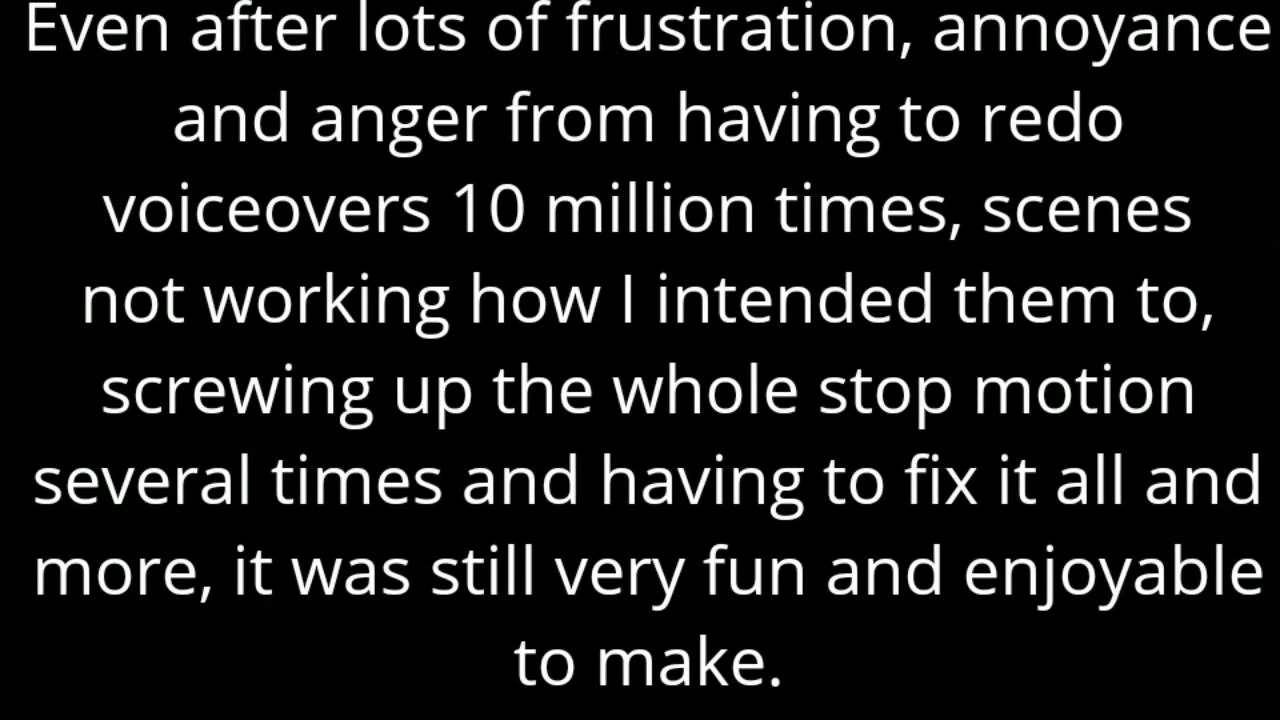 Even after lots of frustration, annoyance
and anger from having to redo
voiceovers 10 million times, scenes
not working how I intended them to,
screwing up the whole stop motion
several times and having to fix it all and
more, it was still very fun and enjoyable
to make.